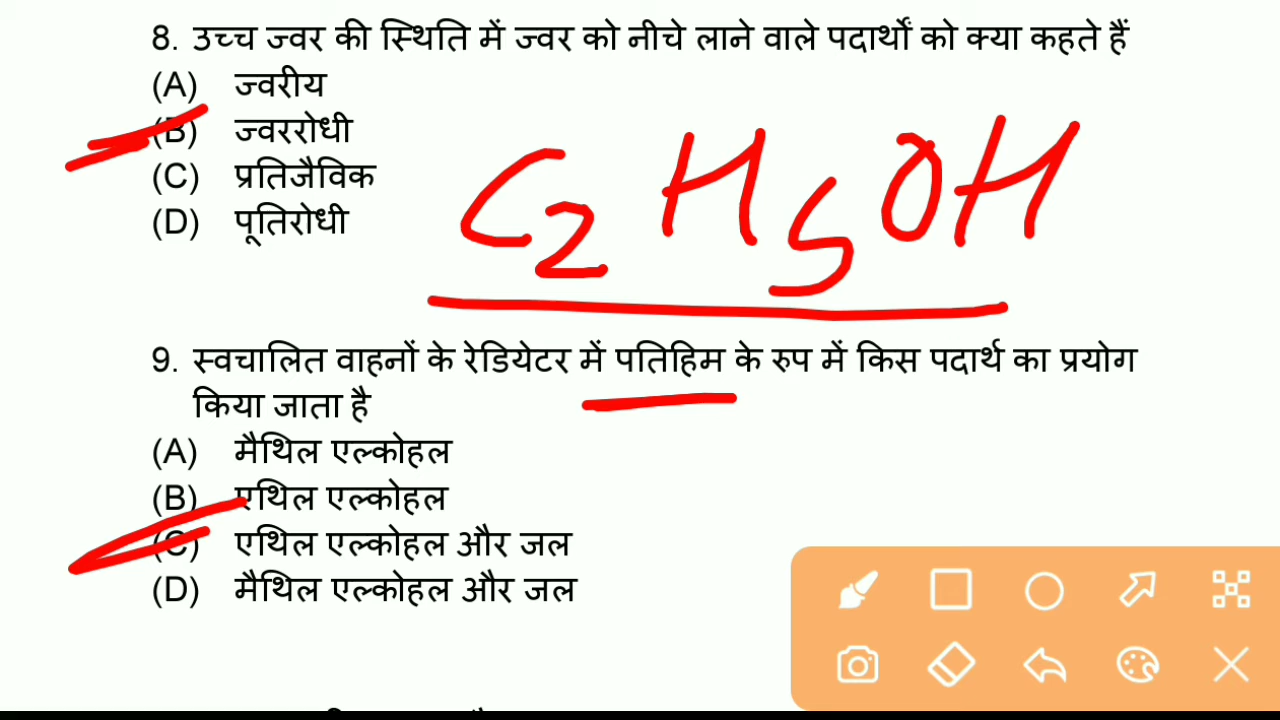 8. उच्च ज्वर की स्थिति में ज्वर को नीचे लाने वाले पदार्थों को क्या कहते हैं
(A) ज्वरीय
(B) ज्वररोधी
(C) प्रतिजैविक
(D) पूतिरोधी
C2H5OH
9. स्वचालित वाहनों के रेडियेटर में पतिहिम के रुप में किस पदार्थ का प्रयोग
किया जाता है
(A) मैथिल एल्कोहल
(B) एथिल एल्कोहल
(C) एथिल एल्कोहल और जल
(D) मैथिल एल्कोहल और जल